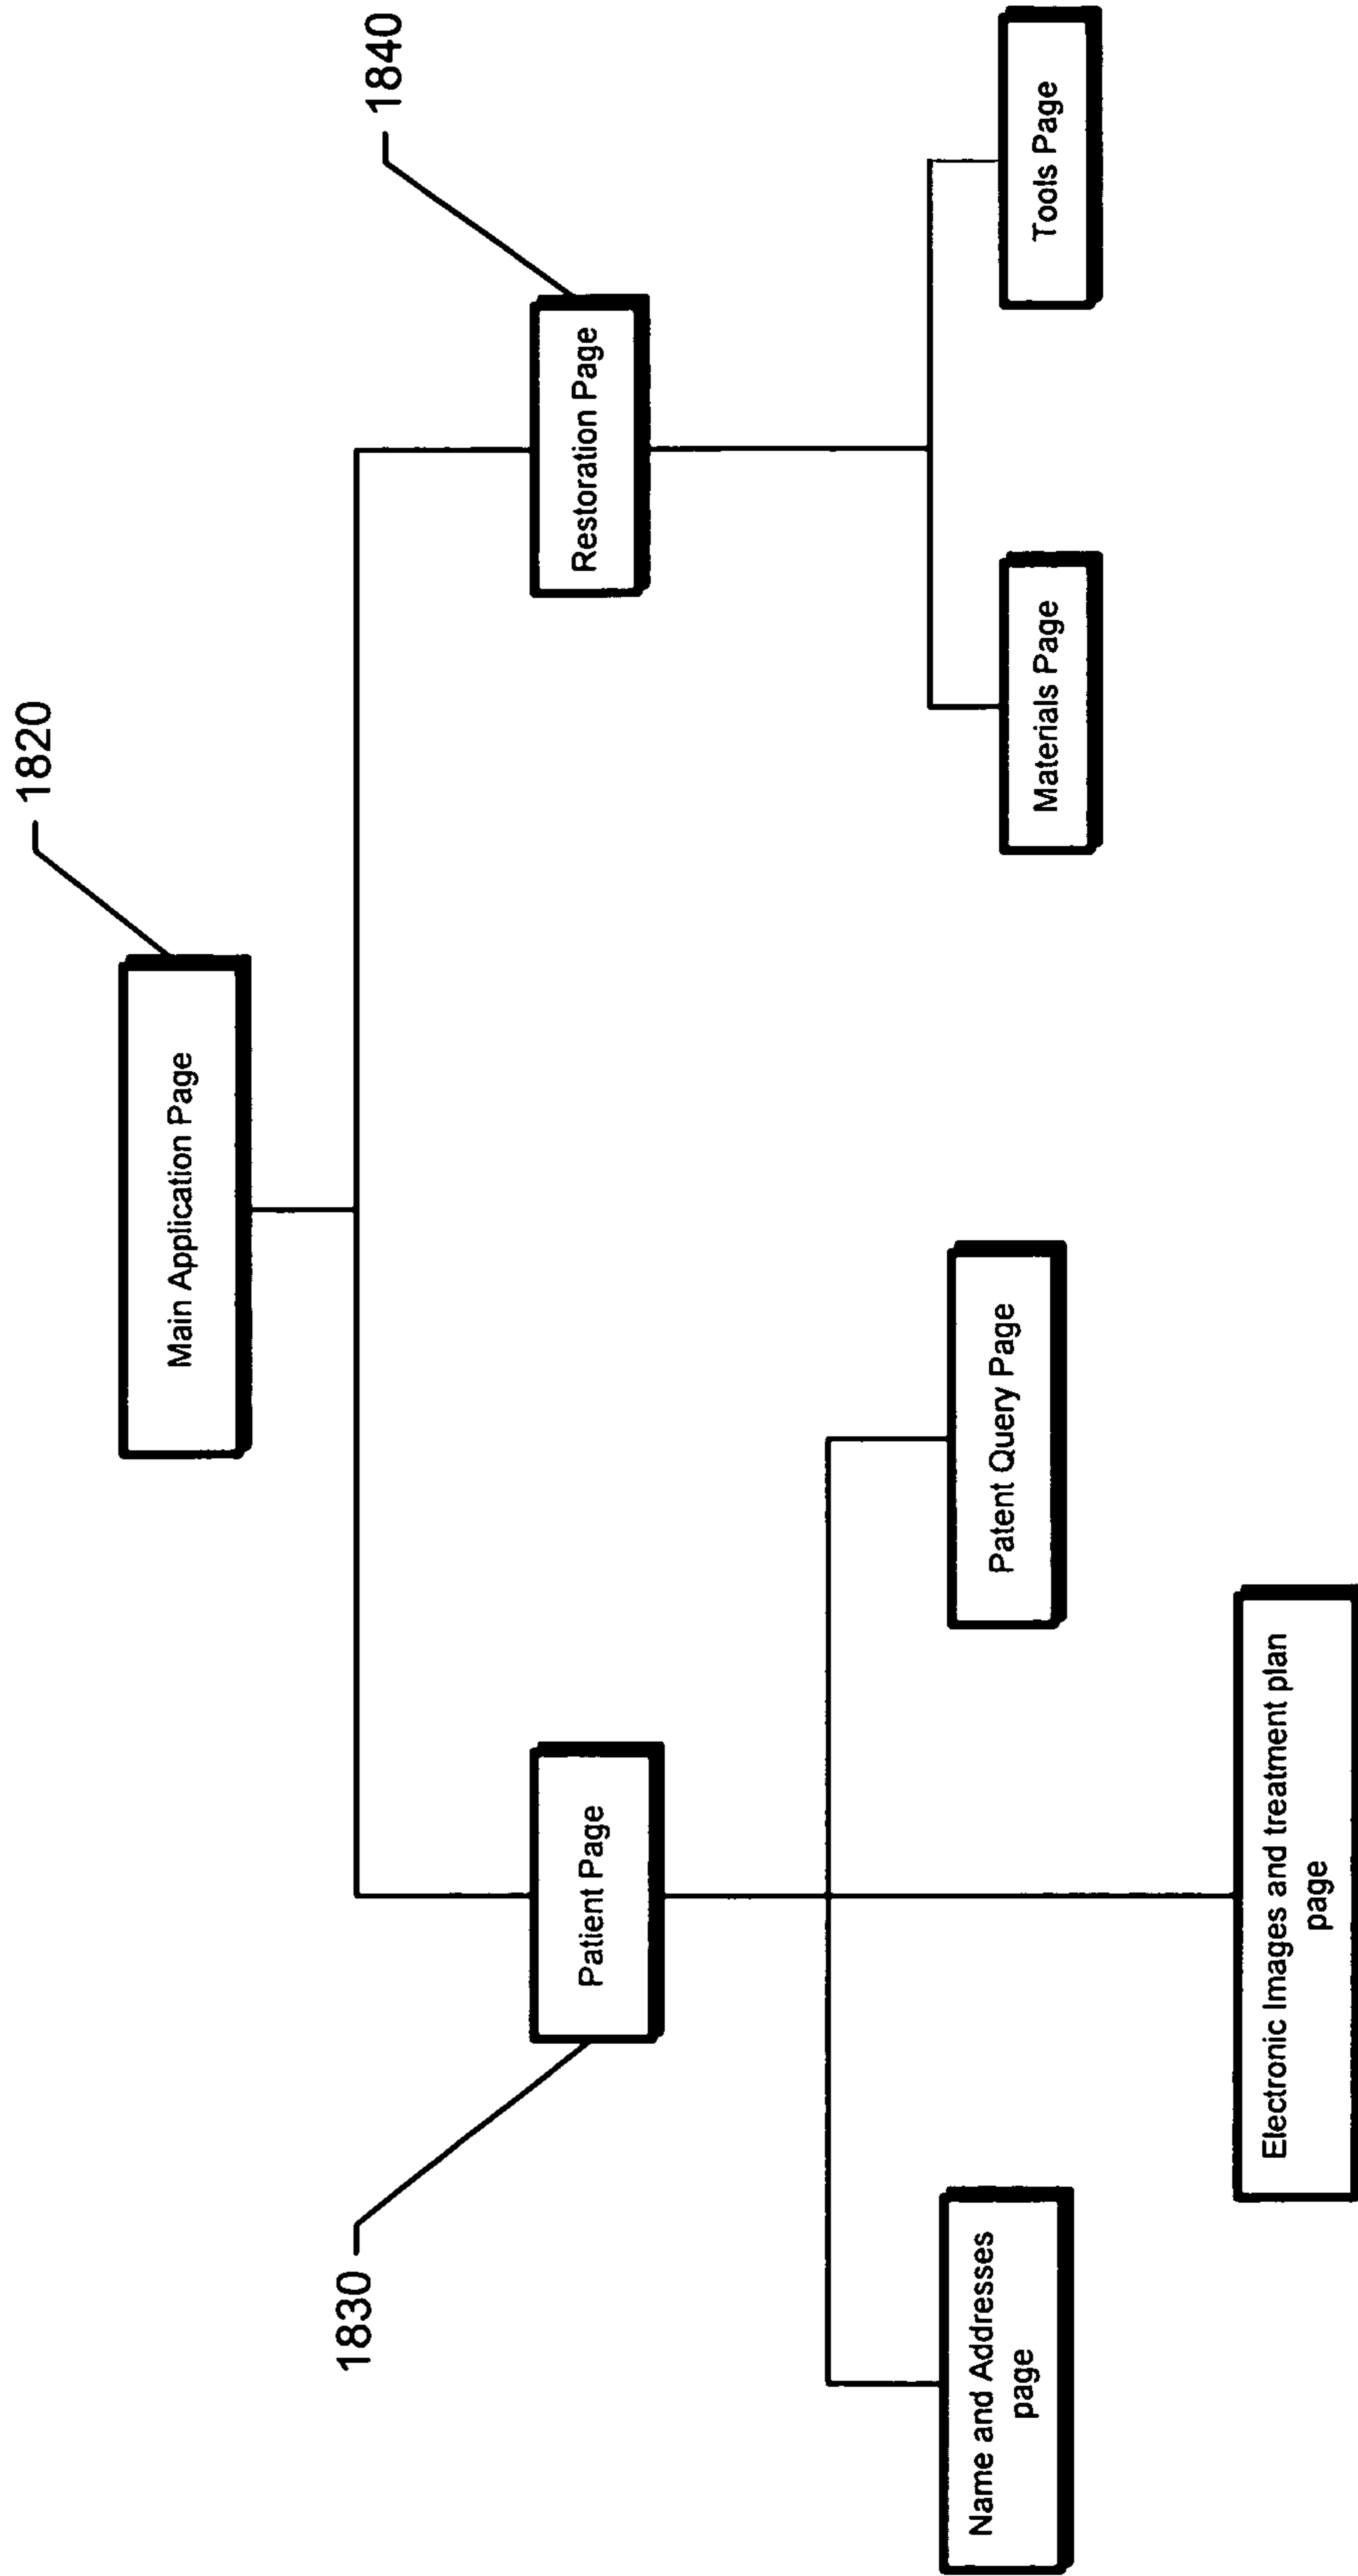 1820
Main Application Page
1830
Patient Page
1840
Restoration Page
Name and Addresses
page
Patent Query Page
Electronic Images and treatment plan
page
Materials Page
Tools Page